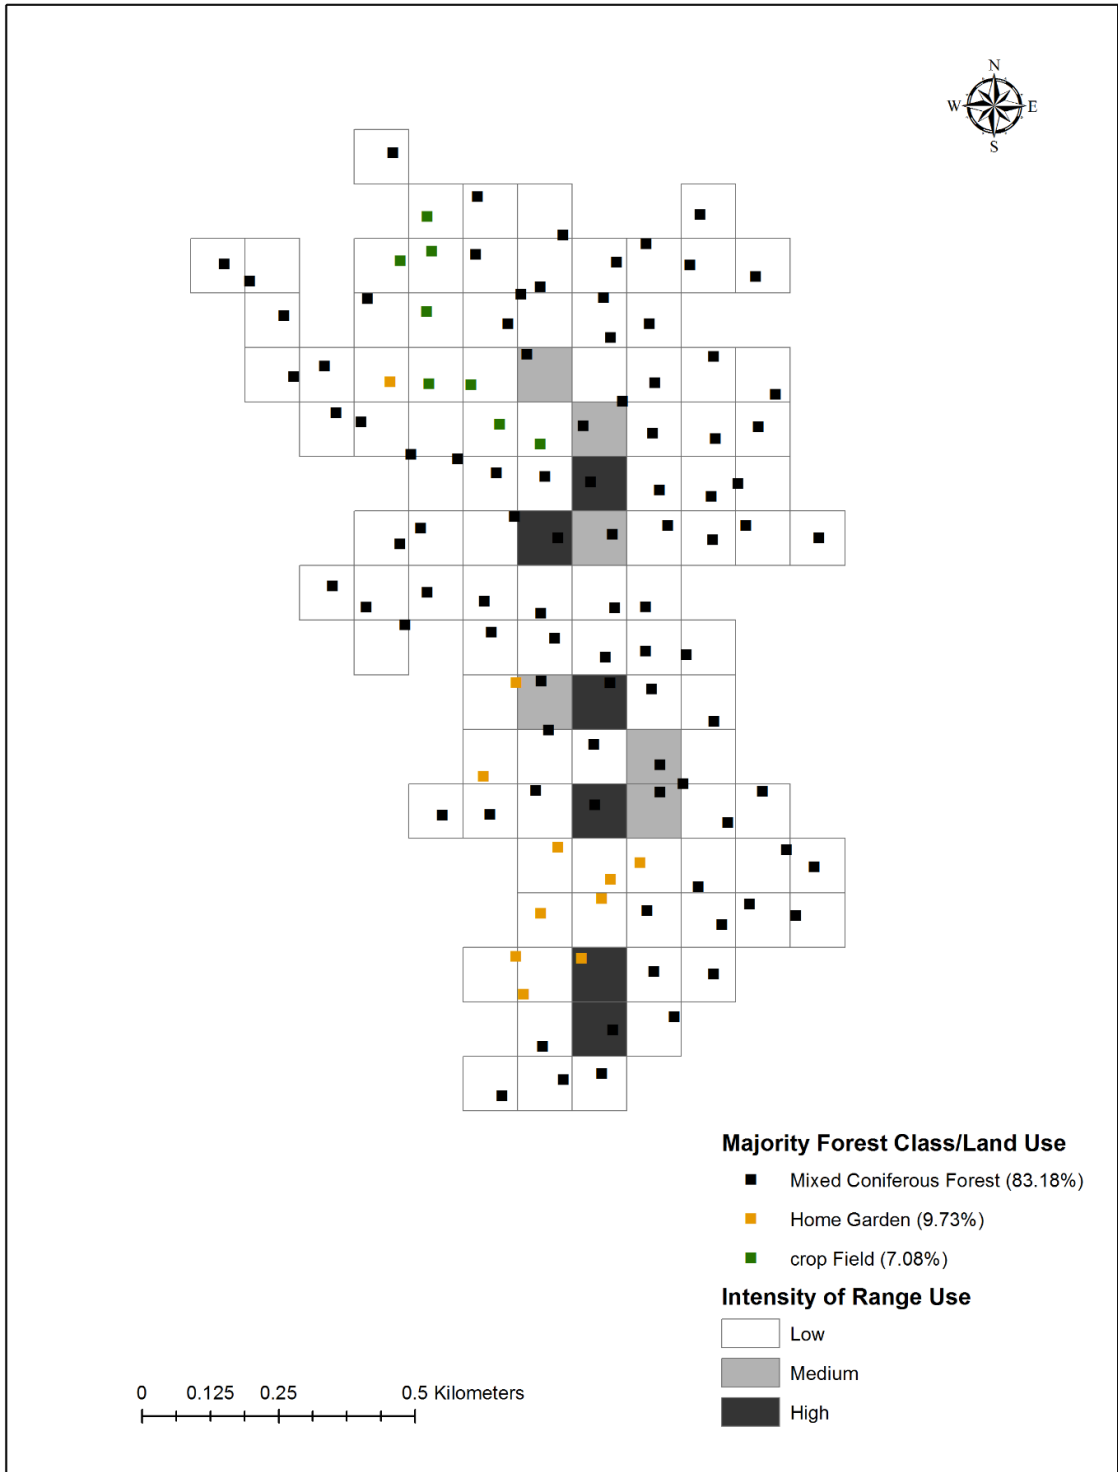 N
W E
S
Majority Forest Class/Land Use
Mixed Coniferous Forest (83.18%)
Home Garden (9.73%)
crop Field (7.08%)
Intensity of Range Use
Low
Medium
High
0 0.125 0.25 0.5 Kilometers